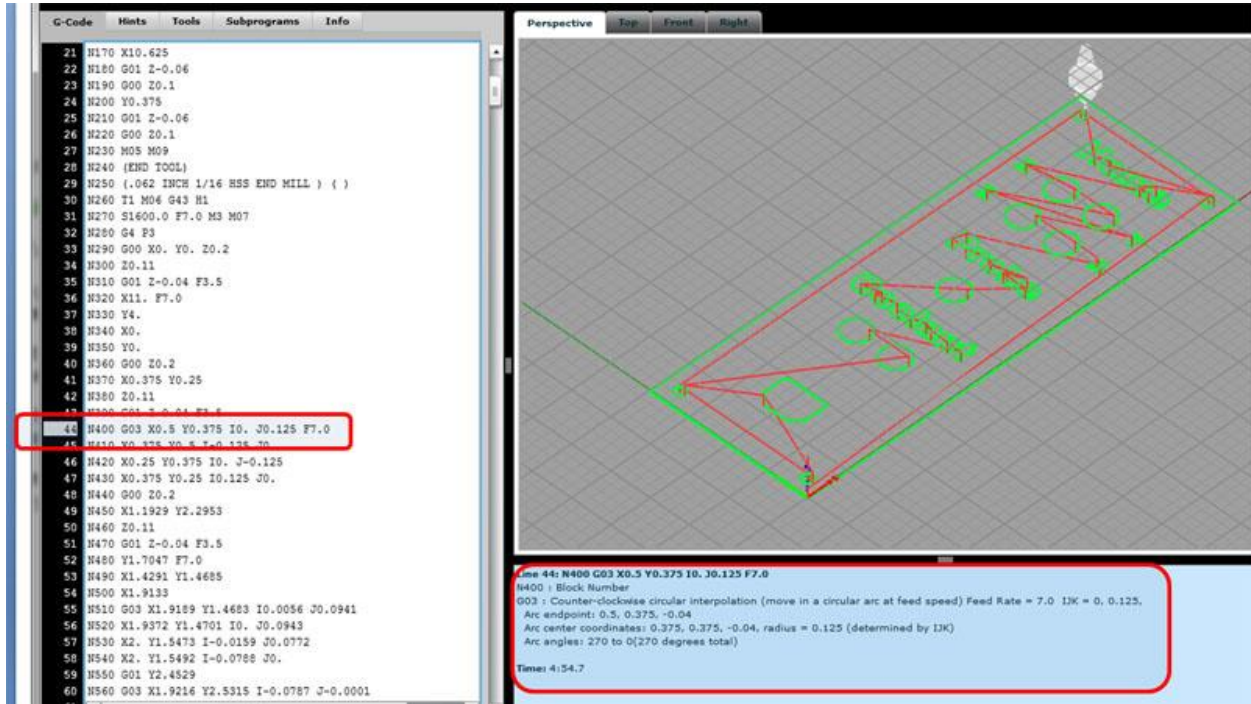 G-Code Hints Tools Subprograms Info
21 N170 X10.625
22 N180 G01 Z-0.06
23 N190 G00 Z0.1
24 N200 Y0.375
25 N210 G01 Z-0.06
26 N220 G00 Z0.1
27 N230 M05 M09
28 N240 (END TOOL)
29 N250 (.062 INCH 1/16 HSS END MILL ) ( )
30 N260 T1 M06 G43 H1
31 N270 S1600.0 F7.0 M3 M07
32 N280 G4 P3
33 N290 G00 X0. Y0. Z0.2
34 N300 Z0.11
35 N310 G01 Z-0.04 F3.5
36 N320 X11. F7.0
37 N330 Y4.
38 N340 X0.
39 N350 Y0.
40 N360 G00 Z0.2
41 N370 X0.375 Y0.25
42 N380 Z0.11
43 N390 G01 Z-0.04 F3.5
44 N400 G03 X0.5 Y0.375 I0. J0.125 F7.0
45 N410 X0.375 Y0.5 I-0.125 J0.
46 N420 X0.25 Y0.375 I0. J-0.125
47 N430 X0.375 Y0.25 I0.125 J0.
48 N440 G00 Z0.2
49 N450 X1.1929 Y2.2953
50 N460 Z0.11
51 N470 G01 Z-0.04 F3.5
52 N480 Y1.7047 F7.0
53 N490 X1.4291 Y1.4685
54 N500 X1.9133
55 N510 G03 X1.9189 Y1.4683 I0.0056 J0.0941
56 N520 X1.9372 Y1.4701 I0. J0.0943
57 N530 X2. Y1.5473 I-0.0159 J0.0772
58 N540 X2. Y1.5492 I-0.0788 J0.
59 N550 G01 Y2.4529
60 N560 G03 X1.9216 Y2.5315 I-0.0787 J-0.0001
Perspective Top Front Right
Line 44: N400 G03 X0.5 Y0.375 I0. J0.125 F7.0
N400 : Block Number
G03 : Counter-clockwise circular interpolation (move in a circular arc at feed speed) Feed Rate = 7.0 IJK = 0, 0.125,
Arc endpoint: 0.5, 0.375, -0.04
Arc center coordinates: 0.375, 0.375, -0.04, radius = 0.125 (determined by IJK)
Arc angles: 270 to 0(270 degrees total)
Time: 4:54.7